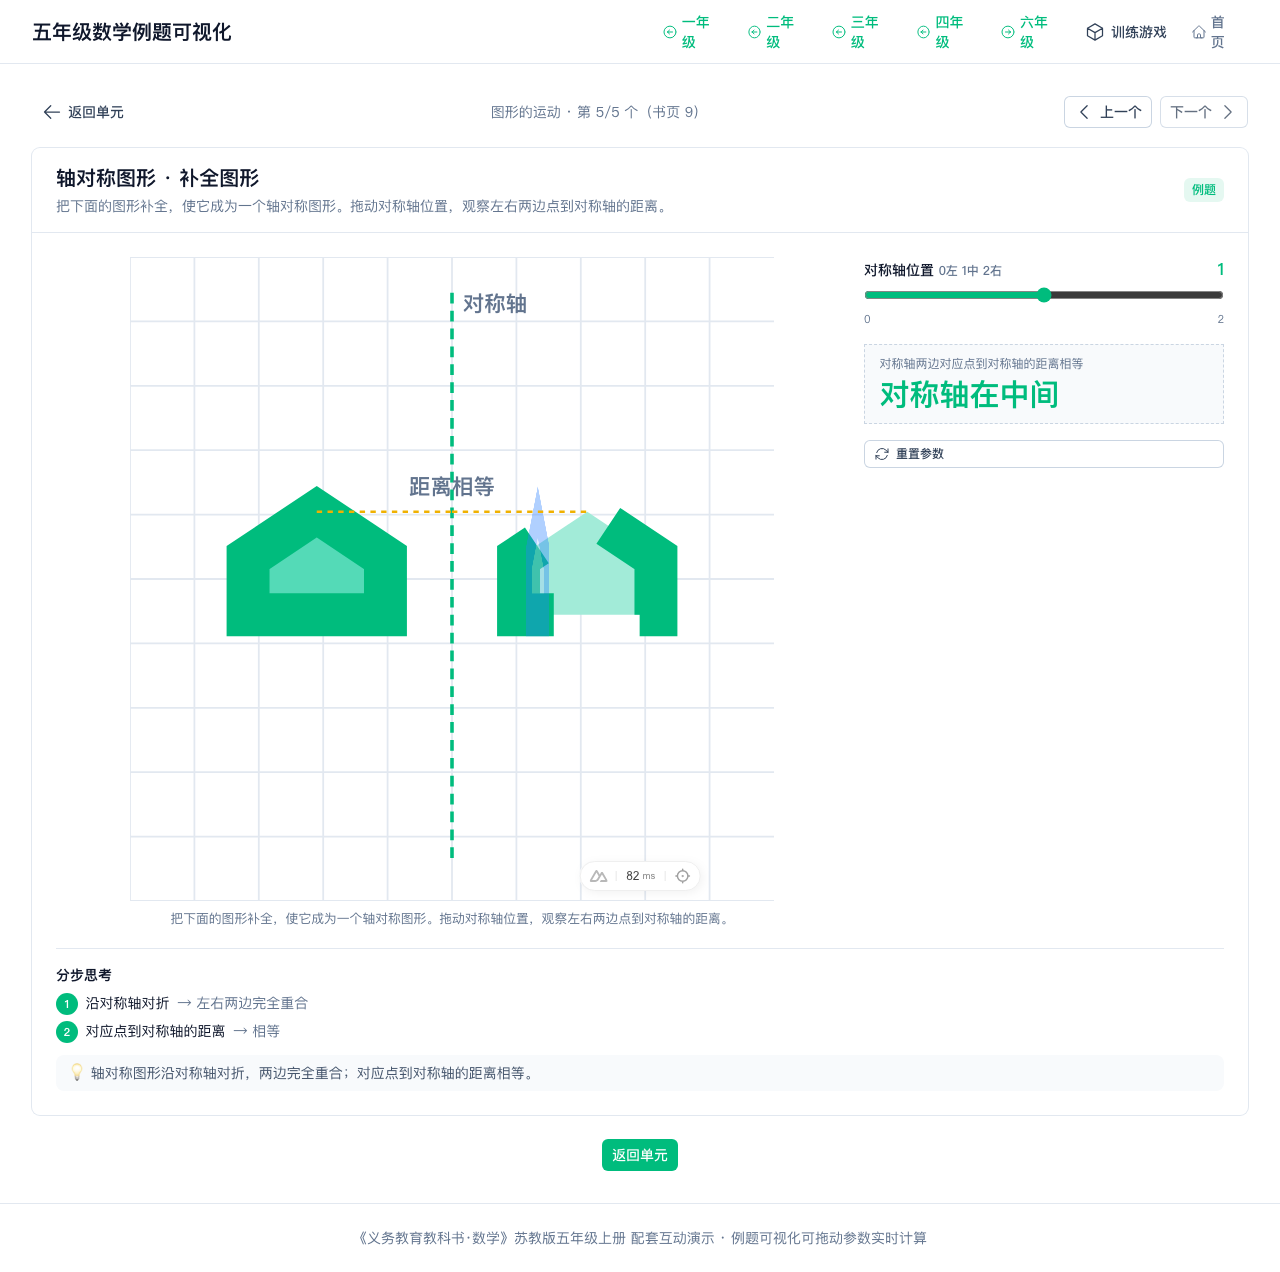 五年级数学例题可视化
一年级
二年级
三年级
四年级
六年级
训练游戏
首页
返回单元
图形的运动 · 第 5/5 个（书页 9）
上一个
下一个
轴对称图形 · 补全图形
把下面的图形补全，使它成为一个轴对称图形。拖动对称轴位置，观察左右两边点到对称轴的距离。
例题
对称轴
距离相等
82 ms
把下面的图形补全，使它成为一个轴对称图形。拖动对称轴位置，观察左右两边点到对称轴的距离。
对称轴位置 0左 1中 2右 1
0 2
对称轴两边对应点到对称轴的距离相等
对称轴在中间
重置参数
分步思考
1 沿对称轴对折 → 左右两边完全重合
2 对应点到对称轴的距离 → 相等
💡 轴对称图形沿对称轴对折，两边完全重合；对应点到对称轴的距离相等。
返回单元
《义务教育教科书·数学》苏教版五年级上册 配套互动演示 · 例题可视化可拖动参数实时计算